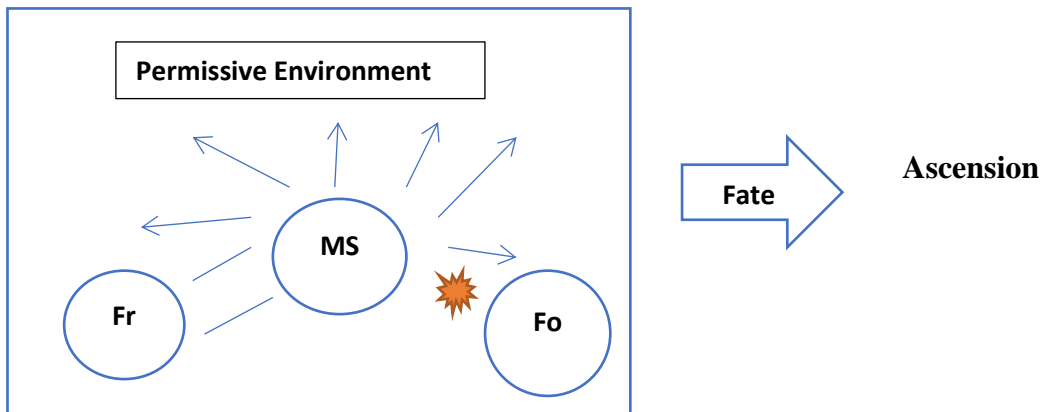 Permissive Environment
Ascension
Fate
MS
Fr
Fo